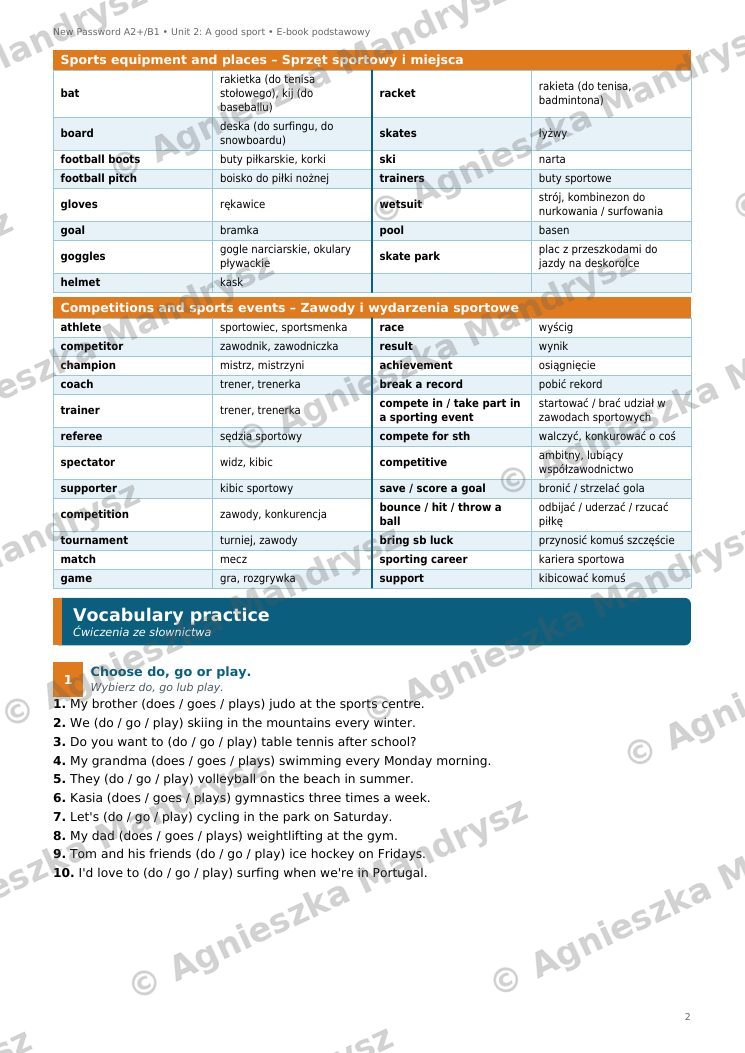 New Password A2+/B1 • Unit 2: A good sport • E-book podstawowy
Sports equipment and places – Sprzęt sportowy i miejsca
bat rakietka (do tenisa stołowego), kij (do baseballu) racket rakieta (do tenisa, badmintona)
board deska (do surfingu, do snowboardu) skates łyżwy
football boots buty piłkarskie, korki ski narta
football pitch boisko do piłki nożnej trainers buty sportowe
gloves rękawice wetsuit strój, kombinezon do nurkowania / surfowania
goal bramka pool basen
goggles gogle narciarskie, okulary pływackie skate park plac z przeszkodami do jazdy na deskorolce
helmet kask
Competitions and sports events – Zawody i wydarzenia sportowe
athlete sportowiec, sportsmenka race wyścig
competitor zawodnik, zawodniczka result wynik
champion mistrz, mistrzyni achievement osiągnięcie
coach trener, trenerka break a record pobić rekord
trainer trener, trenerka compete in / take part in a sporting event startować / brać udział w zawodach sportowych
referee sędzia sportowy compete for sth walczyć, konkurować o coś
spectator widz, kibic competitive ambitny, lubiący współzawodnictwo
supporter kibic sportowy save / score a goal bronić / strzelać gola
competition zawody, konkurencja bounce / hit / throw a ball odbijać / uderzać / rzucać piłkę
tournament turniej, zawody bring sb luck przynosić komuś szczęście
match mecz sporting career kariera sportowa
game gra, rozgrywka support kibicować komuś
Vocabulary practice
Ćwiczenia ze słownictwa
1 Choose do, go or play.
Wybierz do, go lub play.
1. My brother (does / goes / plays) judo at the sports centre.
2. We (do / go / play) skiing in the mountains every winter.
3. Do you want to (do / go / play) table tennis after school?
4. My grandma (does / goes / plays) swimming every Monday morning.
5. They (do / go / play) volleyball on the beach in summer.
6. Kasia (does / goes / plays) gymnastics three times a week.
7. Let's (do / go / play) cycling in the park on Saturday.
8. My dad (does / goes / plays) weightlifting at the gym.
9. Tom and his friends (do / go / play) ice hockey on Fridays.
10. I'd love to (do / go / play) surfing when we're in Portugal.
© Agnieszka Mandrysz
2